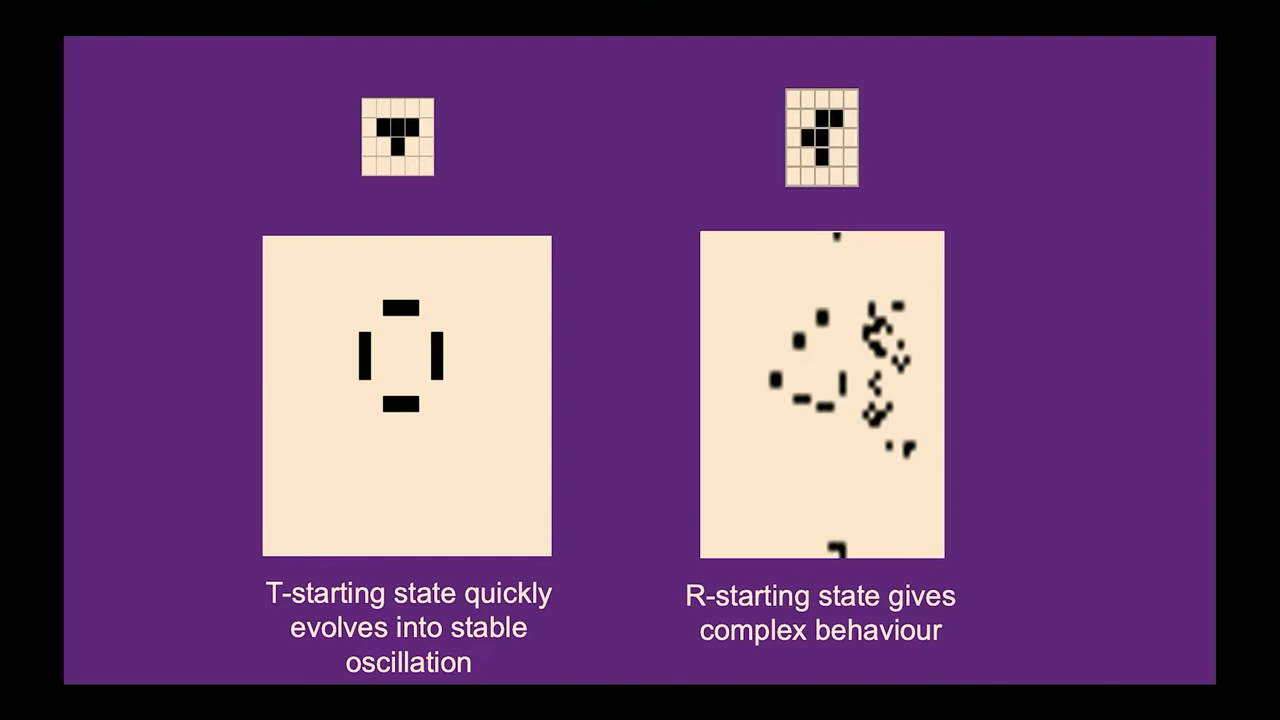 T-starting state quickly
evolves into stable
oscillation
R-starting state gives
complex behaviour